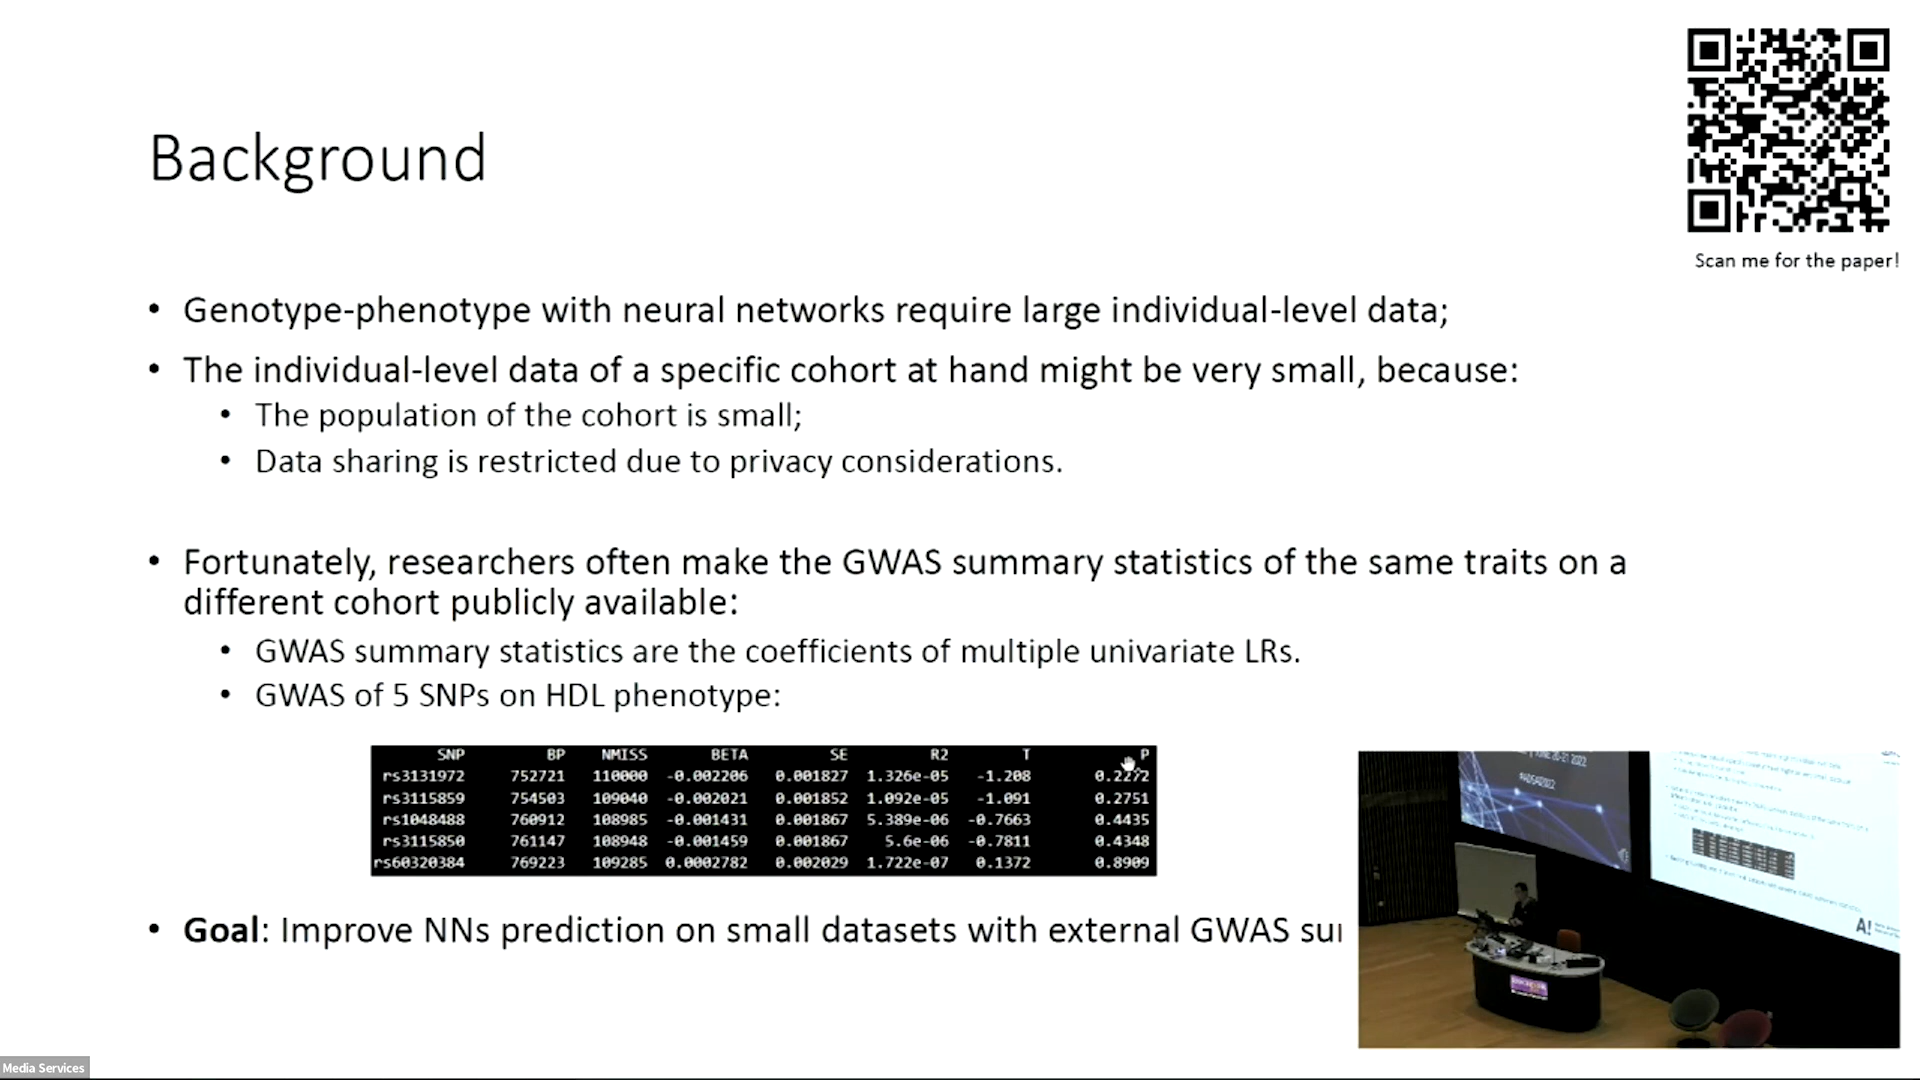 Background
Scan me for the paper!
• Genotype-phenotype with neural networks require large individual-level data;
• The individual-level data of a specific cohort at hand might be very small, because:
• The population of the cohort is small;
• Data sharing is restricted due to privacy considerations.
• Fortunately, researchers often make the GWAS summary statistics of the same traits on a
different cohort publicly available:
• GWAS summary statistics are the coefficients of multiple univariate LRs.
• GWAS of 5 SNPs on HDL phenotype:
SNP BP NMISS BETA SE R2 T P
rs3131972 752721 110000 -0.002206 0.001827 1.326e-05 -1.208 0.2272
rs3115859 754503 109040 -0.002021 0.001852 1.092e-05 -1.091 0.2751
rs1048488 760912 108985 -0.001431 0.001867 5.389e-06 -0.7663 0.4435
rs3115850 761147 108948 -0.001459 0.001867 5.6e-06 -0.7811 0.4348
rs60320384 769223 109285 0.0002782 0.002029 1.722e-07 0.1372 0.8909
• Goal: Improve NNs prediction on small datasets with external GWAS
A!
Media Services